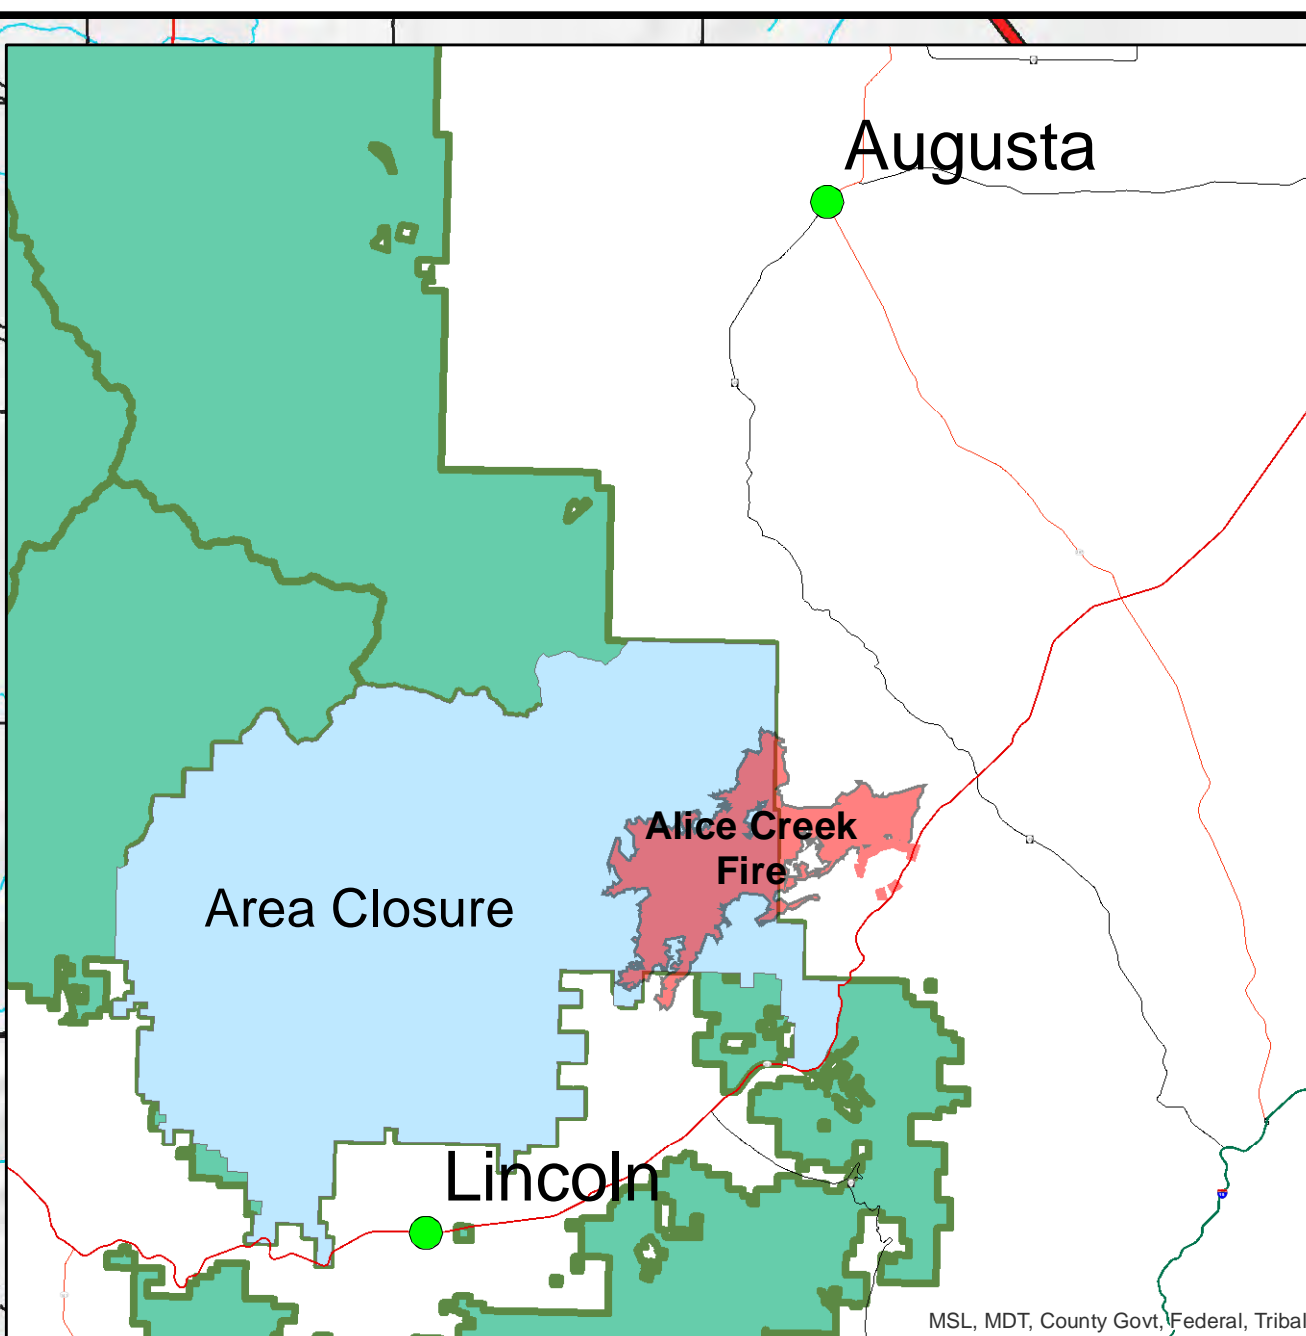 Augusta
Alice Creek
Fire
Area Closure
Lincoln
MSL, MDT, County Govt, Federal, Tribal